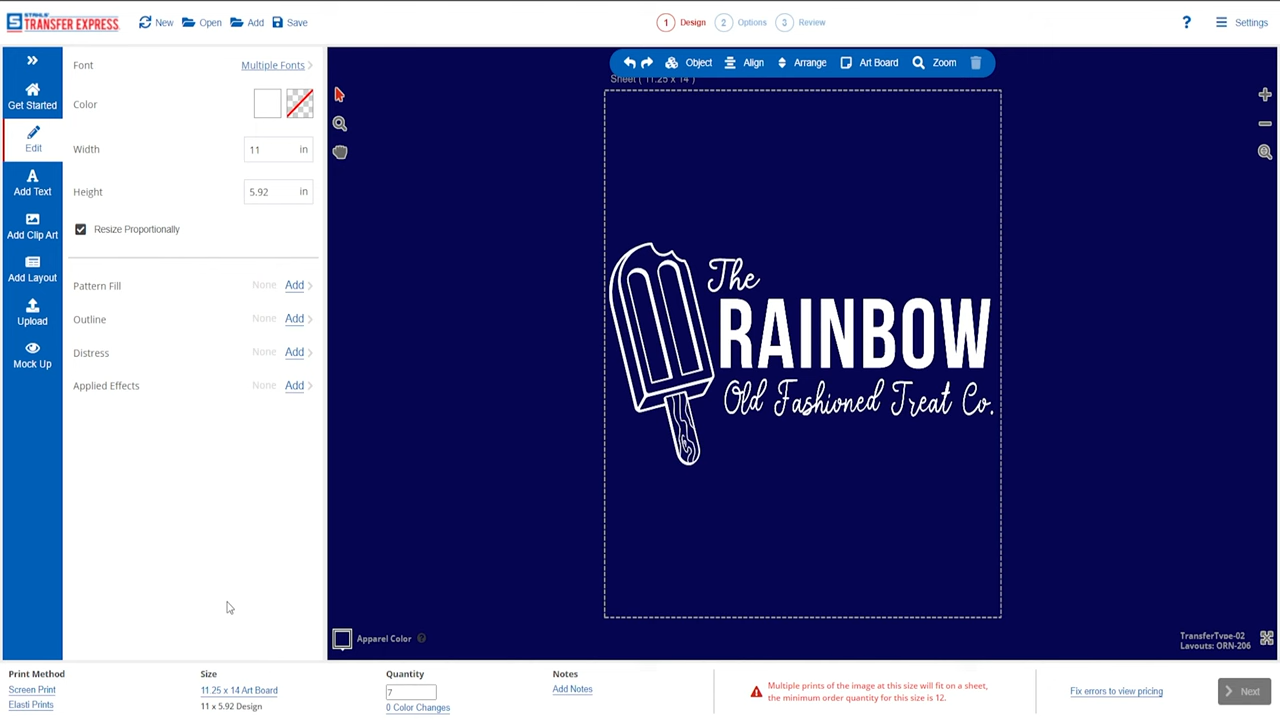 STAHLS' TRANSFER EXPRESS
New Open Add Save
1 Design 2 Options 3 Review
? Settings
Get Started
Edit
Add Text
Add Clip Art
Add Layout
Upload
Mock Up
Font Multiple Fonts
Color
Width 11 in
Height 5.92 in
Resize Proportionally
Pattern Fill None Add
Outline None Add
Distress None Add
Applied Effects None Add
Object Align Arrange Art Board Zoom
Sheet ( 11.25 x 14 )
The
RAINBOW
Old Fashioned Treat Co.
Apparel Color ?
TransferType-02
Layouts: ORN-206
Print Method
Screen Print
Elasti Prints
Size
11.25 x 14 Art Board
11 x 5.92 Design
Quantity
7
0 Color Changes
Notes
Add Notes
Multiple prints of the image at this size will fit on a sheet,
the minimum order quantity for this size is 12.
Fix errors to view pricing
Next